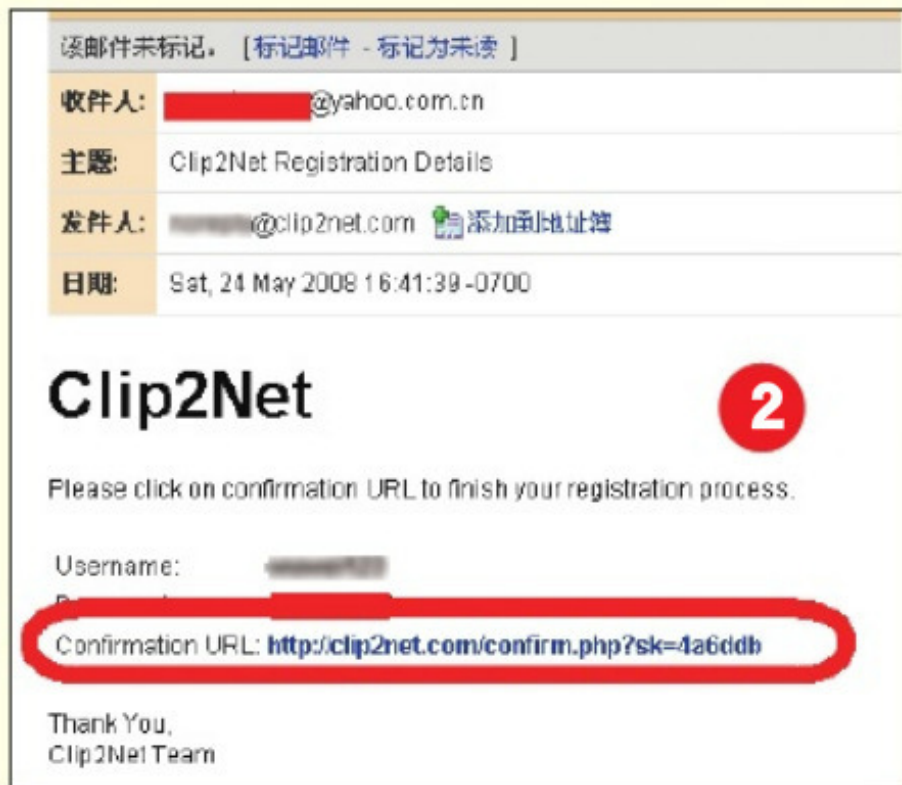 该邮件未标记。 [标记邮件 - 标记为未读 ]
收件人: @yahoo.com.cn
主题: Clip2Net Registration Details
发件人: @clip2net.com 添加到地址簿
日期: Sat, 24 May 2008 16:41:39 -0700
Clip2Net
2
Please click on confirmation URL to finish your registration process.
Username:
Confirmation URL: http://clip2net.com/confirm.php?sk=4a6ddb
Thank You,
Clip2Net Team